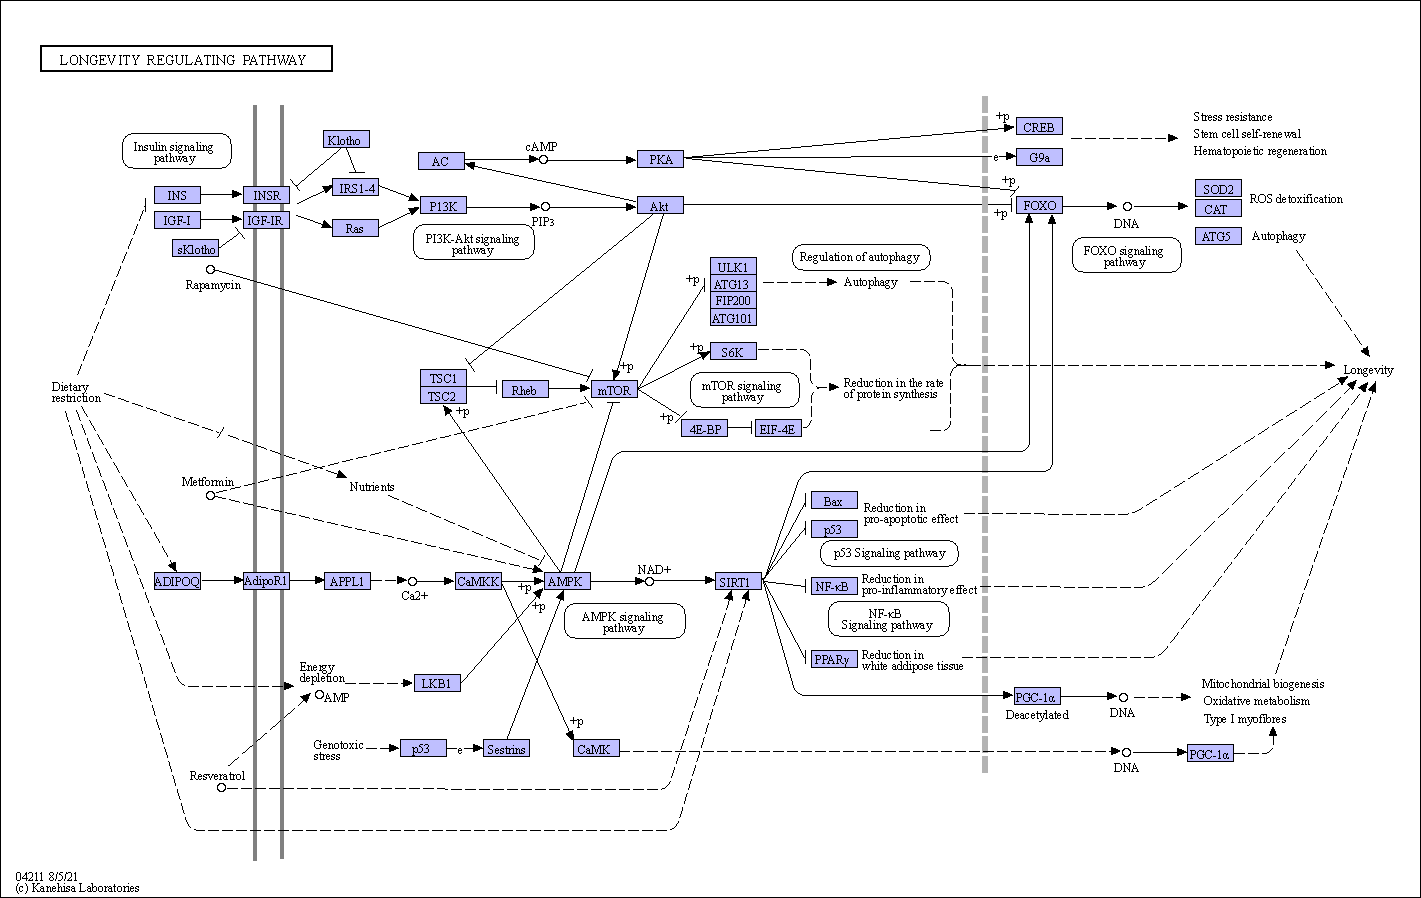 LONGEVITY REGULATING PATHWAY
Insulin signaling
pathway
Klotho
INS
INSR
IRS1-4
IGF-I
IGF-IR
Ras
sKlotho
Rapamycin
AC
cAMP
PKA
P13K
PIP3
Akt
PI3K-Akt signaling
pathway
+p
CREB
e
G9a
+p
+p
FOXO
DNA
FOXO signaling
pathway
Stress resistance
Stem cell self-renewal
Hematopoietic regeneration
SOD2
CAT
ROS detoxification
ATG5
Autophagy
ULK1
ATG13
FIP200
ATG101
+p
Regulation of autophagy
Autophagy
+p
S6K
+p
mTOR signaling
pathway
Reduction in the rate
of protein synthesis
TSC1
TSC2
+p
Rheb
mTOR
+p
4E-BP
EIF-4E
Longevity
Dietary
restriction
Metformin
Nutrients
ADIPOQ
AdipoR1
APPL1
Ca2+
CaMKK
+p
+p
AMPK
NAD+
SIRT1
AMPK signaling
pathway
Bax
Reduction in
pro-apoptotic effect
p53
p53 Signaling pathway
NF-κB
Reduction in
pro-inflammatory effect
NF-κB
Signaling pathway
PPARγ
Reduction in
white addipose tissue
Energy
depletion
AMP
LKB1
Genotoxic
stress
p53
e
Sestrins
+p
CaMK
Resveratrol
PGC-1α
Deacetylated
DNA
Mitochondrial biogenesis
Oxidative metabolism
Type I myofibres
DNA
PGC-1α
04211 8/5/21
(c) Kanehisa Laboratories